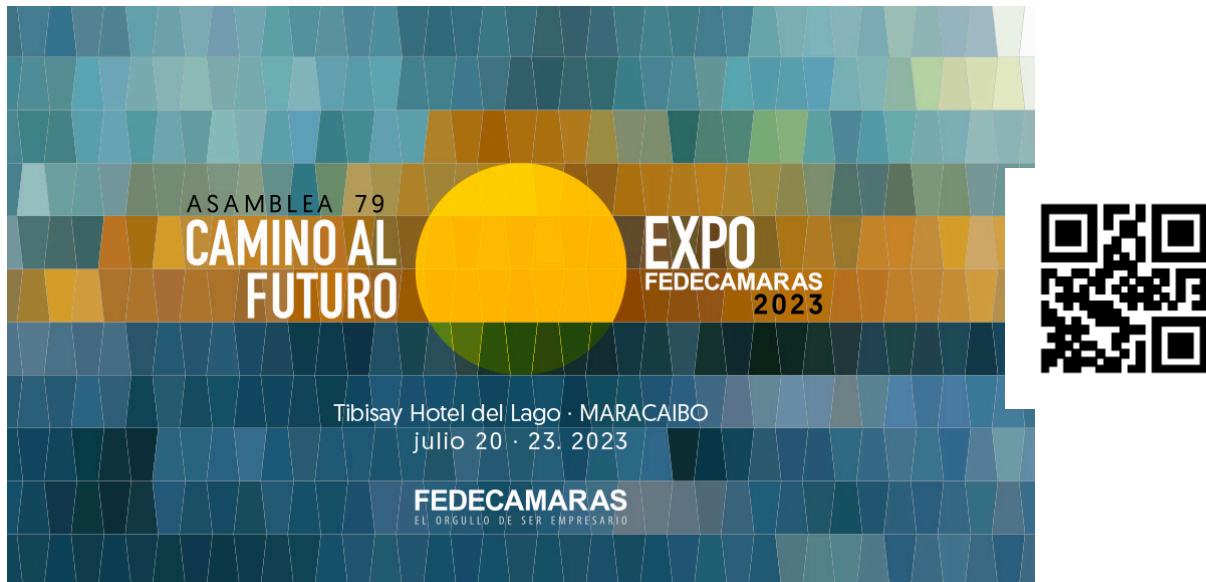 ASAMBLEA 79
CAMINO AL
FUTURO
EXPO
FEDECAMARAS
2023
Tibisay Hotel del Lago · MARACAIBO
julio 20 · 23. 2023
FEDECAMARAS
EL ORGULLO DE SER EMPRESARIO